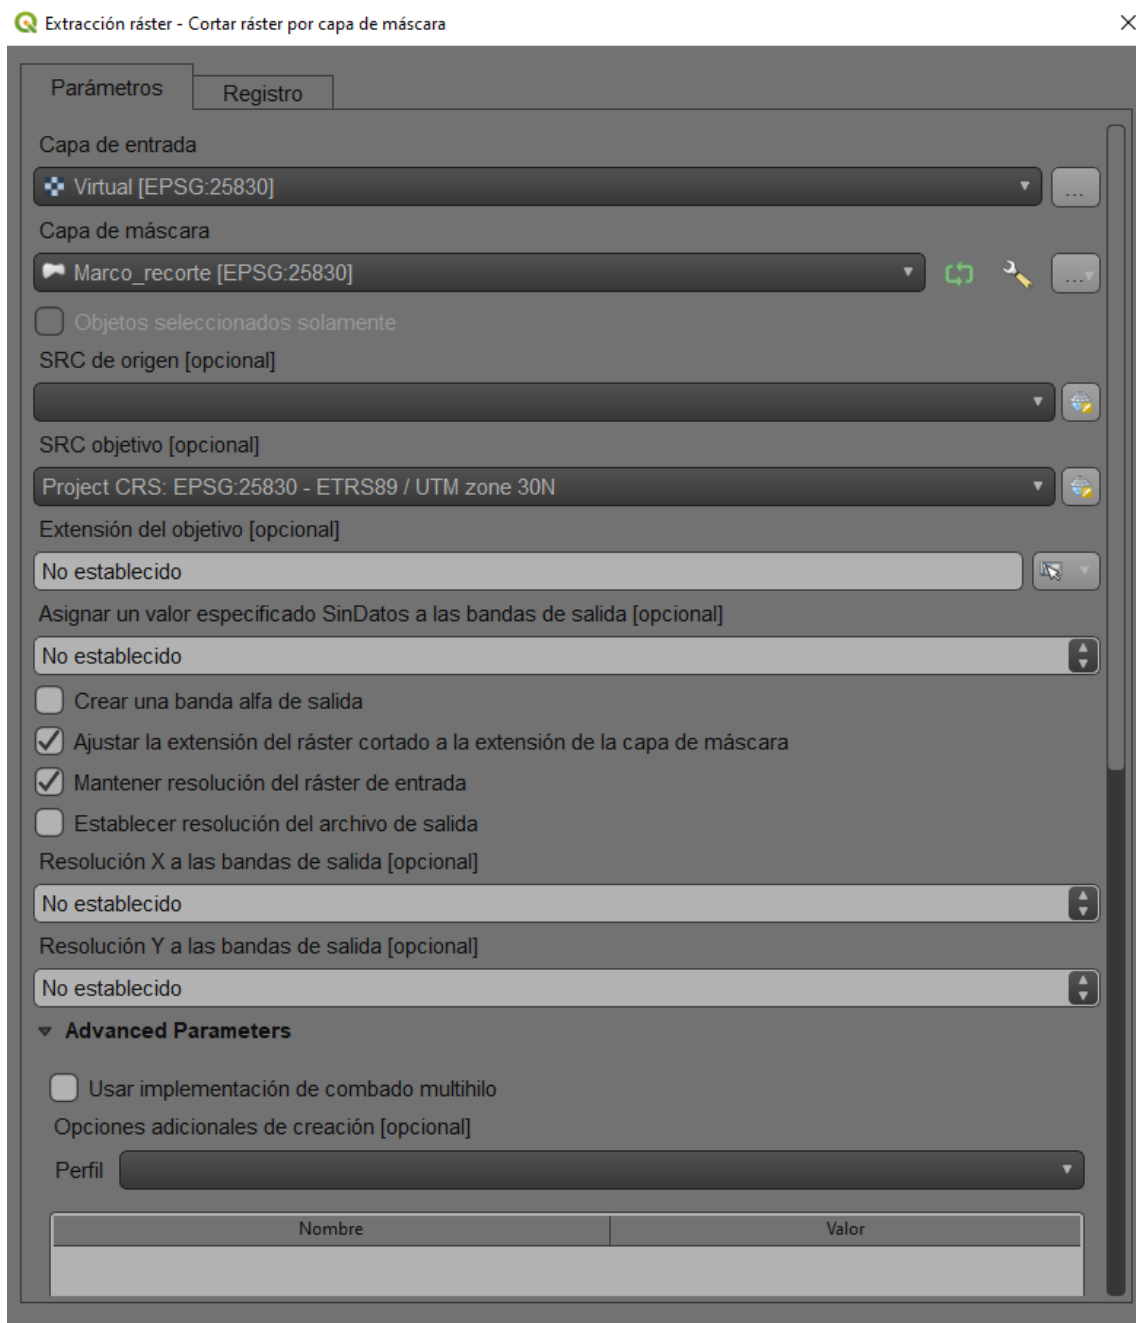 Extracción ráster - Cortar ráster por capa de máscara
Parámetros
Registro
Capa de entrada
Virtual [EPSG:25830]
...
Capa de máscara
Marco_recorte [EPSG:25830]
...
Objetos seleccionados solamente
SRC de origen [opcional]
SRC objetivo [opcional]
Project CRS: EPSG:25830 - ETRS89 / UTM zone 30N
Extensión del objetivo [opcional]
No establecido
Asignar un valor especificado SinDatos a las bandas de salida [opcional]
No establecido
Crear una banda alfa de salida
Ajustar la extensión del ráster cortado a la extensión de la capa de máscara
Mantener resolución del ráster de entrada
Establecer resolución del archivo de salida
Resolución X a las bandas de salida [opcional]
No establecido
Resolución Y a las bandas de salida [opcional]
No establecido
Advanced Parameters
Usar implementación de combado multihilo
Opciones adicionales de creación [opcional]
Perfil
Nombre Valor